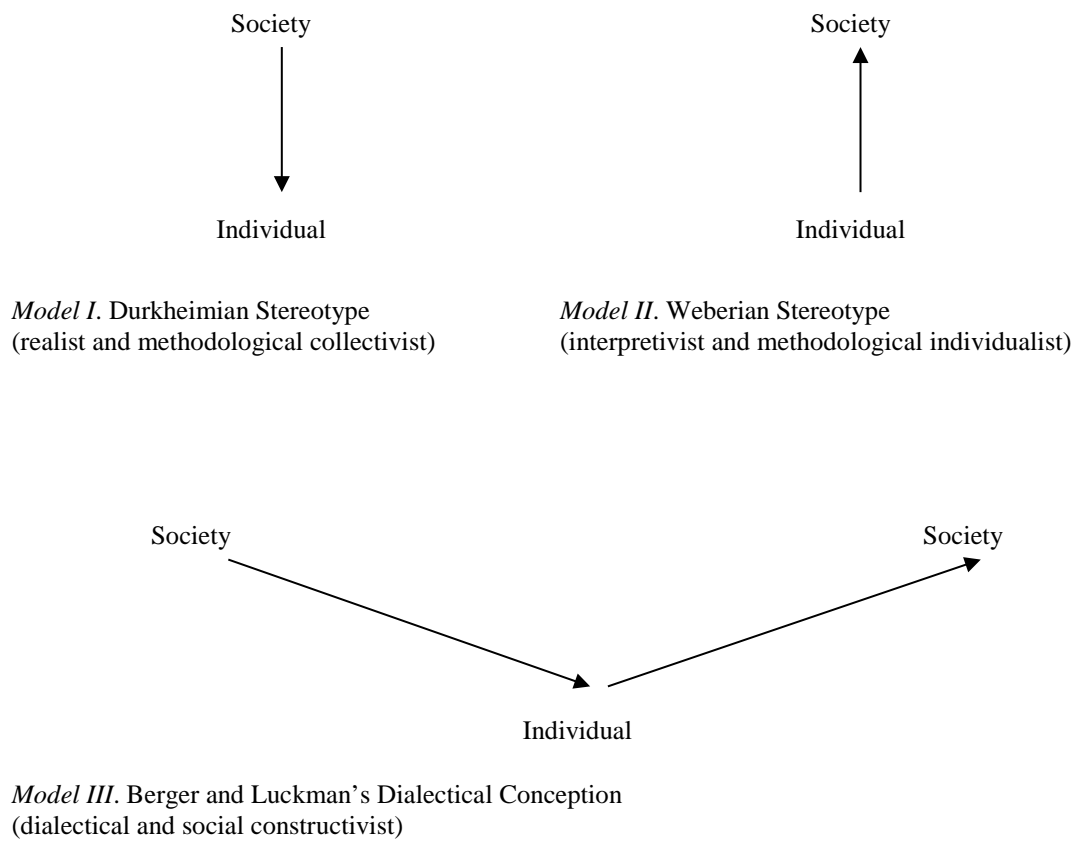 Society
Society
Individual
Individual
Model I. Durkheimian Stereotype
(realist and methodological collectivist)
Model II. Weberian Stereotype
(interpretivist and methodological individualist)
Society
Society
Individual
Model III. Berger and Luckman’s Dialectical Conception
(dialectical and social constructivist)